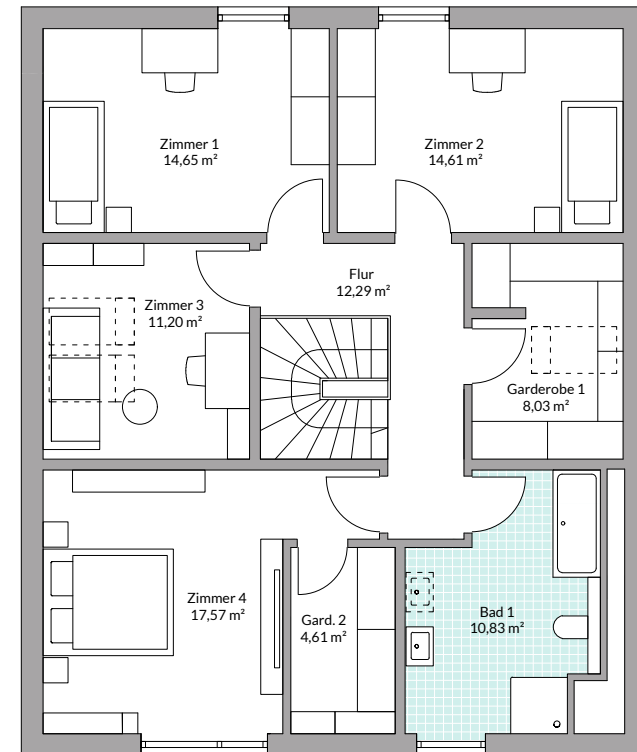 Zimmer 1
14,65 m²
Zimmer 2
14,61 m²
Flur
12,29 m²
Zimmer 3
11,20 m²
Garderobe 1
8,03 m²
Zimmer 4
17,57 m²
Gard. 2
4,61 m²
Bad 1
10,83 m²